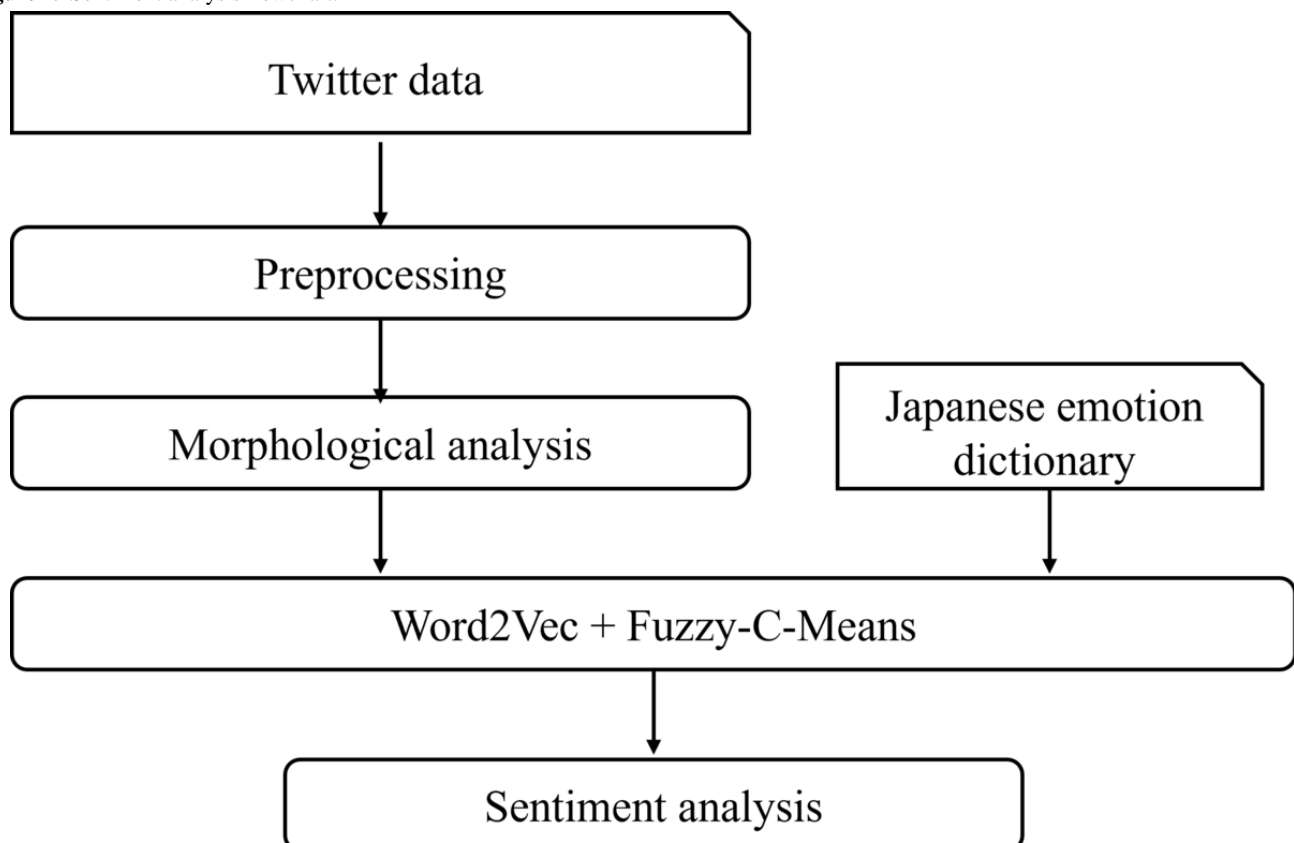 Twitter data
Preprocessing
Morphological analysis
Japanese emotion
dictionary
Word2Vec + Fuzzy-C-Means
Sentiment analysis